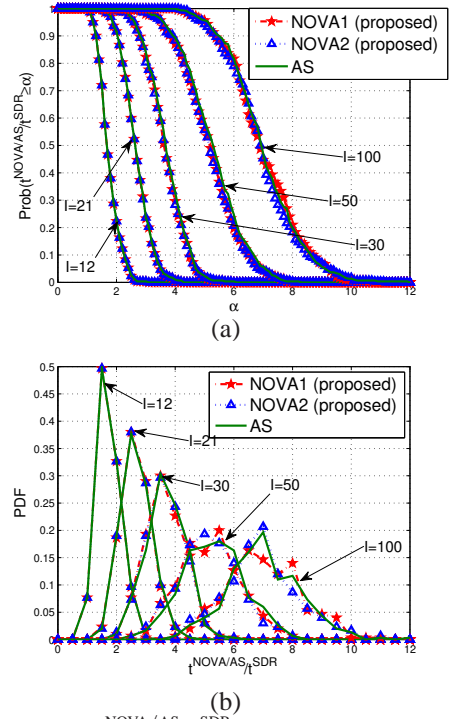 1
0.9
0.8
0.7
0.6
0.5
0.4
0.3
0.2
0.1
0
Prob(t^NOVA/AS/t^SDR≥α)
NOVA1 (proposed)
NOVA2 (proposed)
AS
I=100
I=50
I=21
I=30
I=12
0 2 4 6 8 10 12
α
(a)
0.5
0.45
0.4
0.35
0.3
0.25
0.2
0.15
0.1
0.05
0
PDF
NOVA1 (proposed)
NOVA2 (proposed)
AS
I=12
I=21
I=30
I=50
I=100
0 2 4 6 8 10 12
t^NOVA/AS/t^SDR
(b)